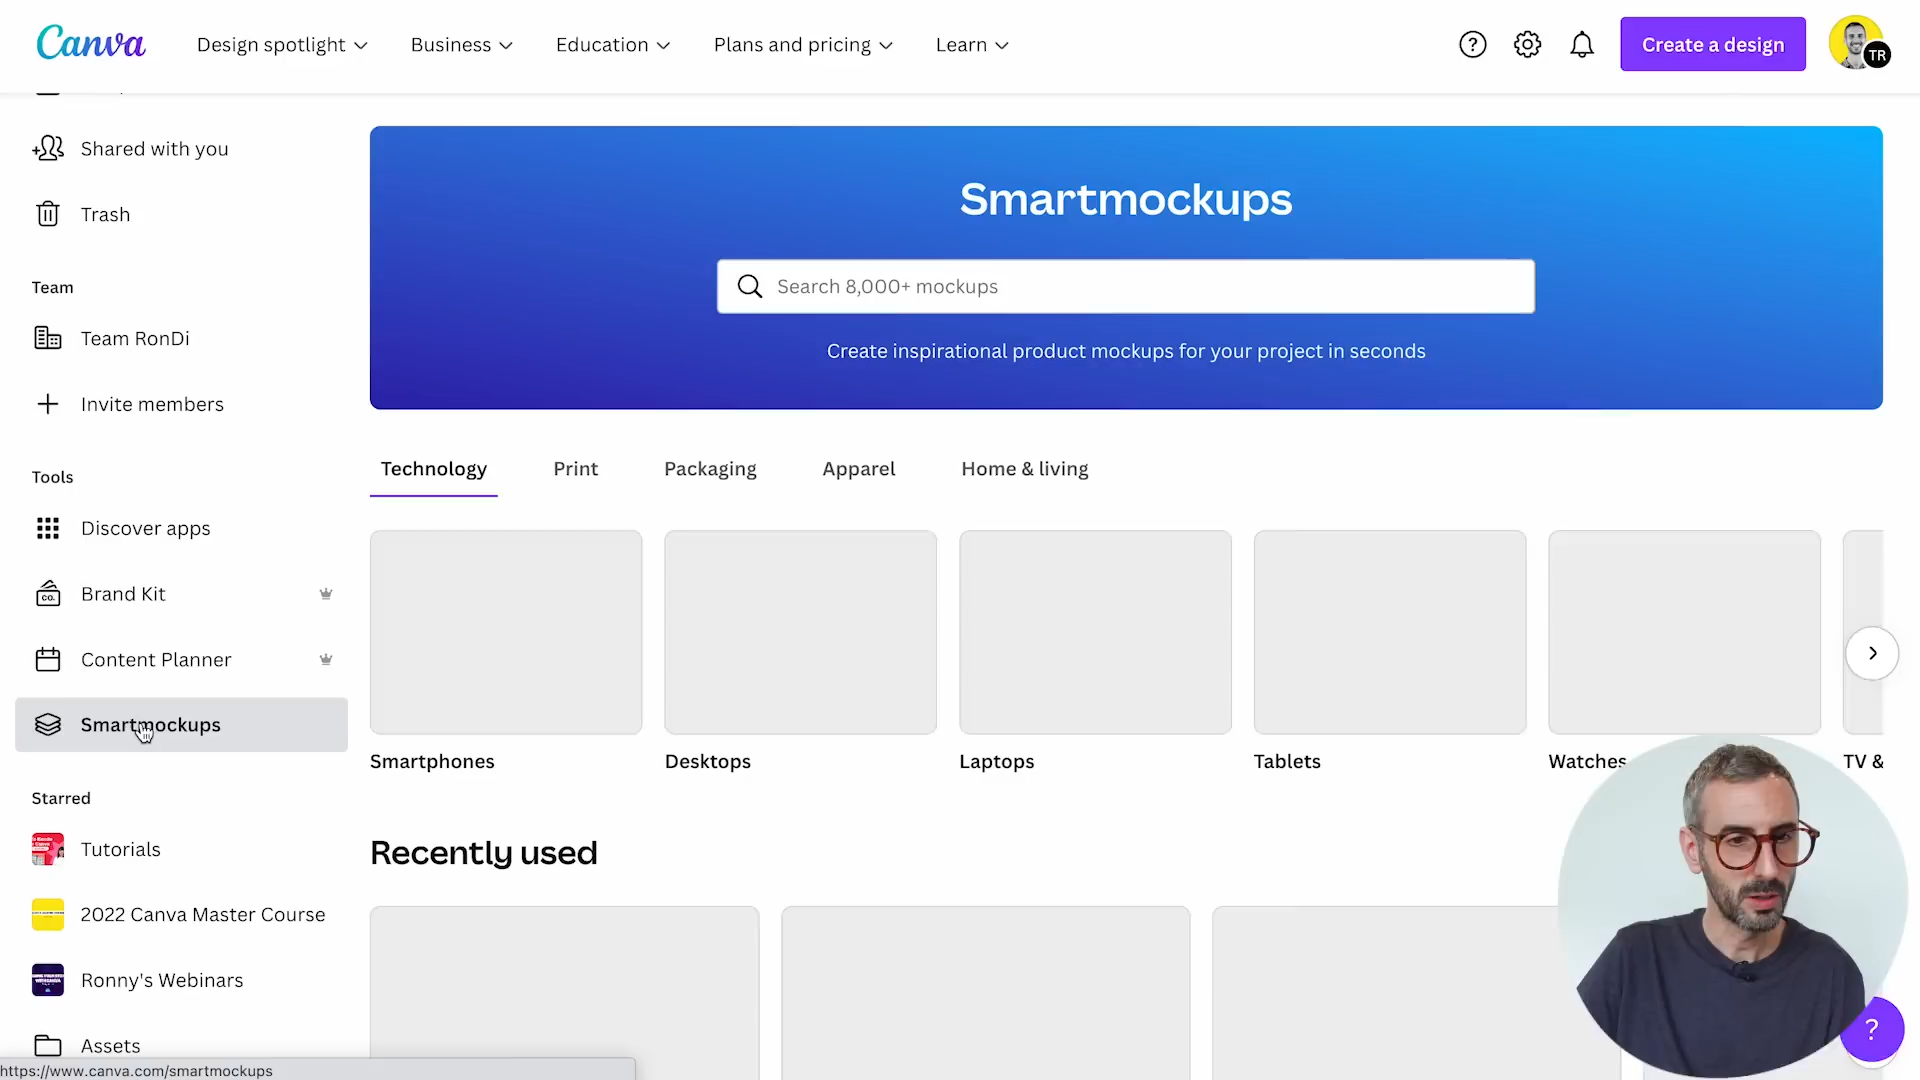 Canva
Design spotlight
Business
Education
Plans and pricing
Learn
Create a design
TR
Shared with you
Trash
Team
Team RonDi
Invite members
Tools
Discover apps
Brand Kit
CO.
Content Planner
Smartmockups
Starred
Tutorials
2022 Canva Master Course
Ronny's Webinars
Assets
https://www.canva.com/smartmockups
Smartmockups
Search 8,000+ mockups
Create inspirational product mockups for your project in seconds
Technology
Print
Packaging
Apparel
Home & living
Smartphones
Desktops
Laptops
Tablets
Watches
TV &
Recently used
?